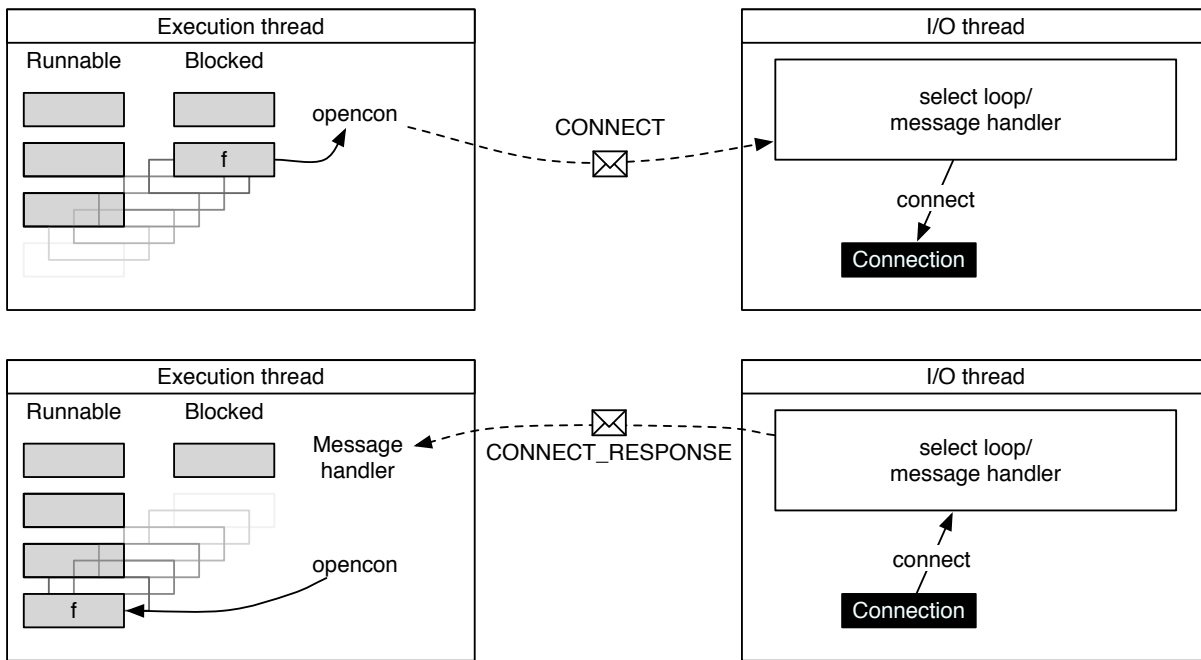 Execution thread
I/O thread
Runnable
Blocked
opencon
CONNECT
select loop/
message handler
f
connect
Connection
Execution thread
I/O thread
Runnable
Blocked
Message
handler
CONNECT_RESPONSE
select loop/
message handler
opencon
connect
f
Connection